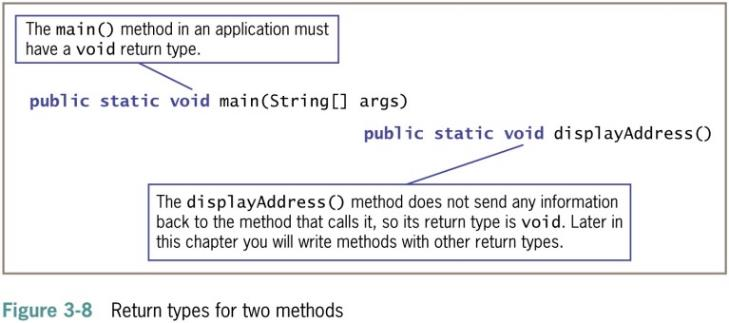 The main() method in an application must
have a void return type.
public static void main(String[] args)
public static void displayAddress()
The displayAddress() method does not send any information
back to the method that calls it, so its return type is void. Later in
this chapter you will write methods with other return types.
Figure 3-8 Return types for two methods